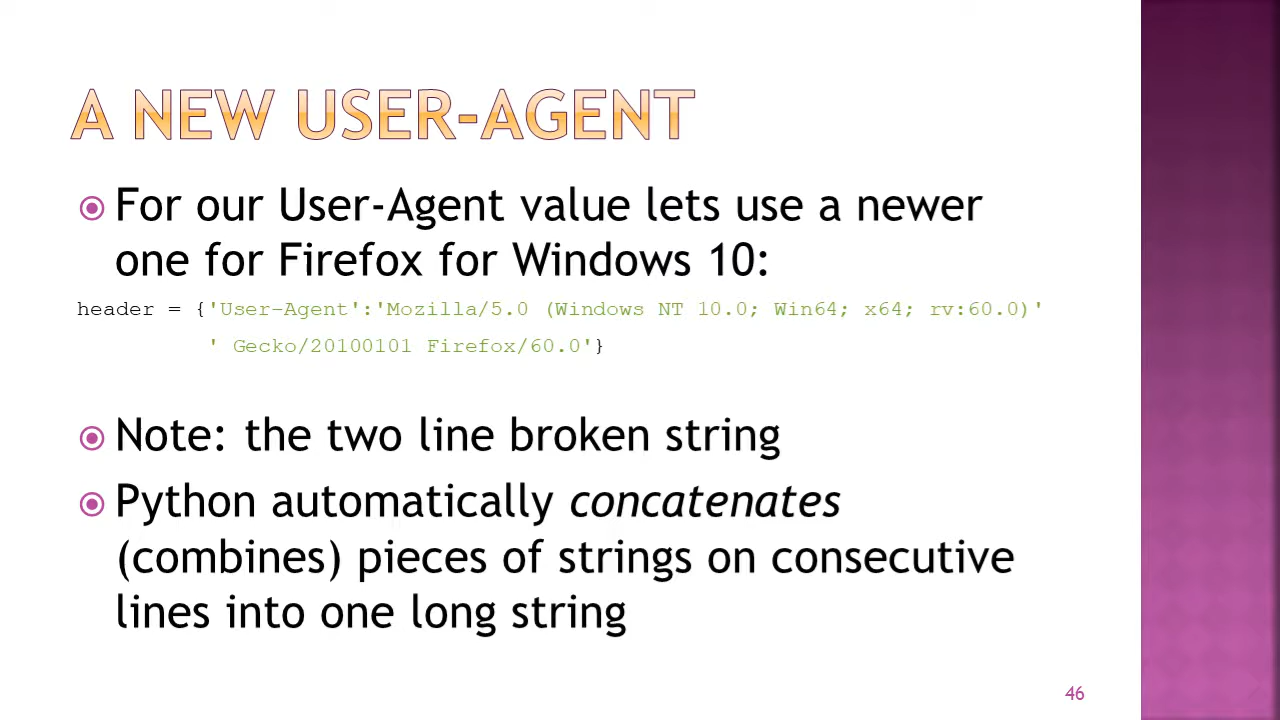 A NEW USER-AGENT
For our User-Agent value lets use a newer
one for Firefox for Windows 10:
header = {'User-Agent':'Mozilla/5.0 (Windows NT 10.0; Win64; x64; rv:60.0)'
' Gecko/20100101 Firefox/60.0'}
Note: the two line broken string
Python automatically concatenates
(combines) pieces of strings on consecutive
lines into one long string
46